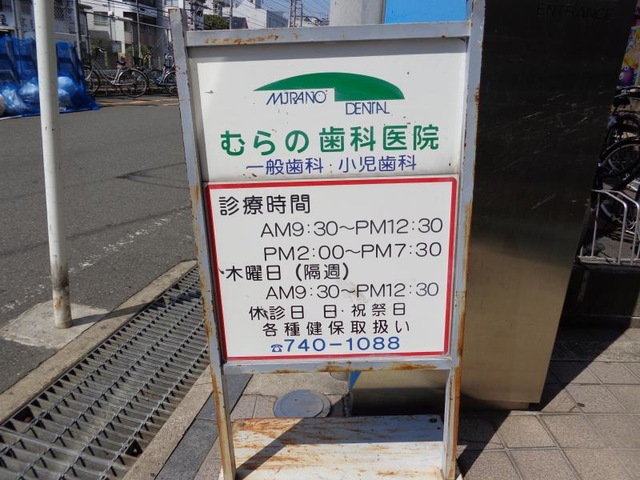 MURANO DENTAL
むらの歯科医院
一般歯科・小児歯科
診療時間
AM9:30～PM12:30
PM2:00～PM7:30
木曜日(隔週)
AM9:30～PM12:30
休診日 日・祝祭日
各種健保取扱い
☎740-1088
ENTRANCE